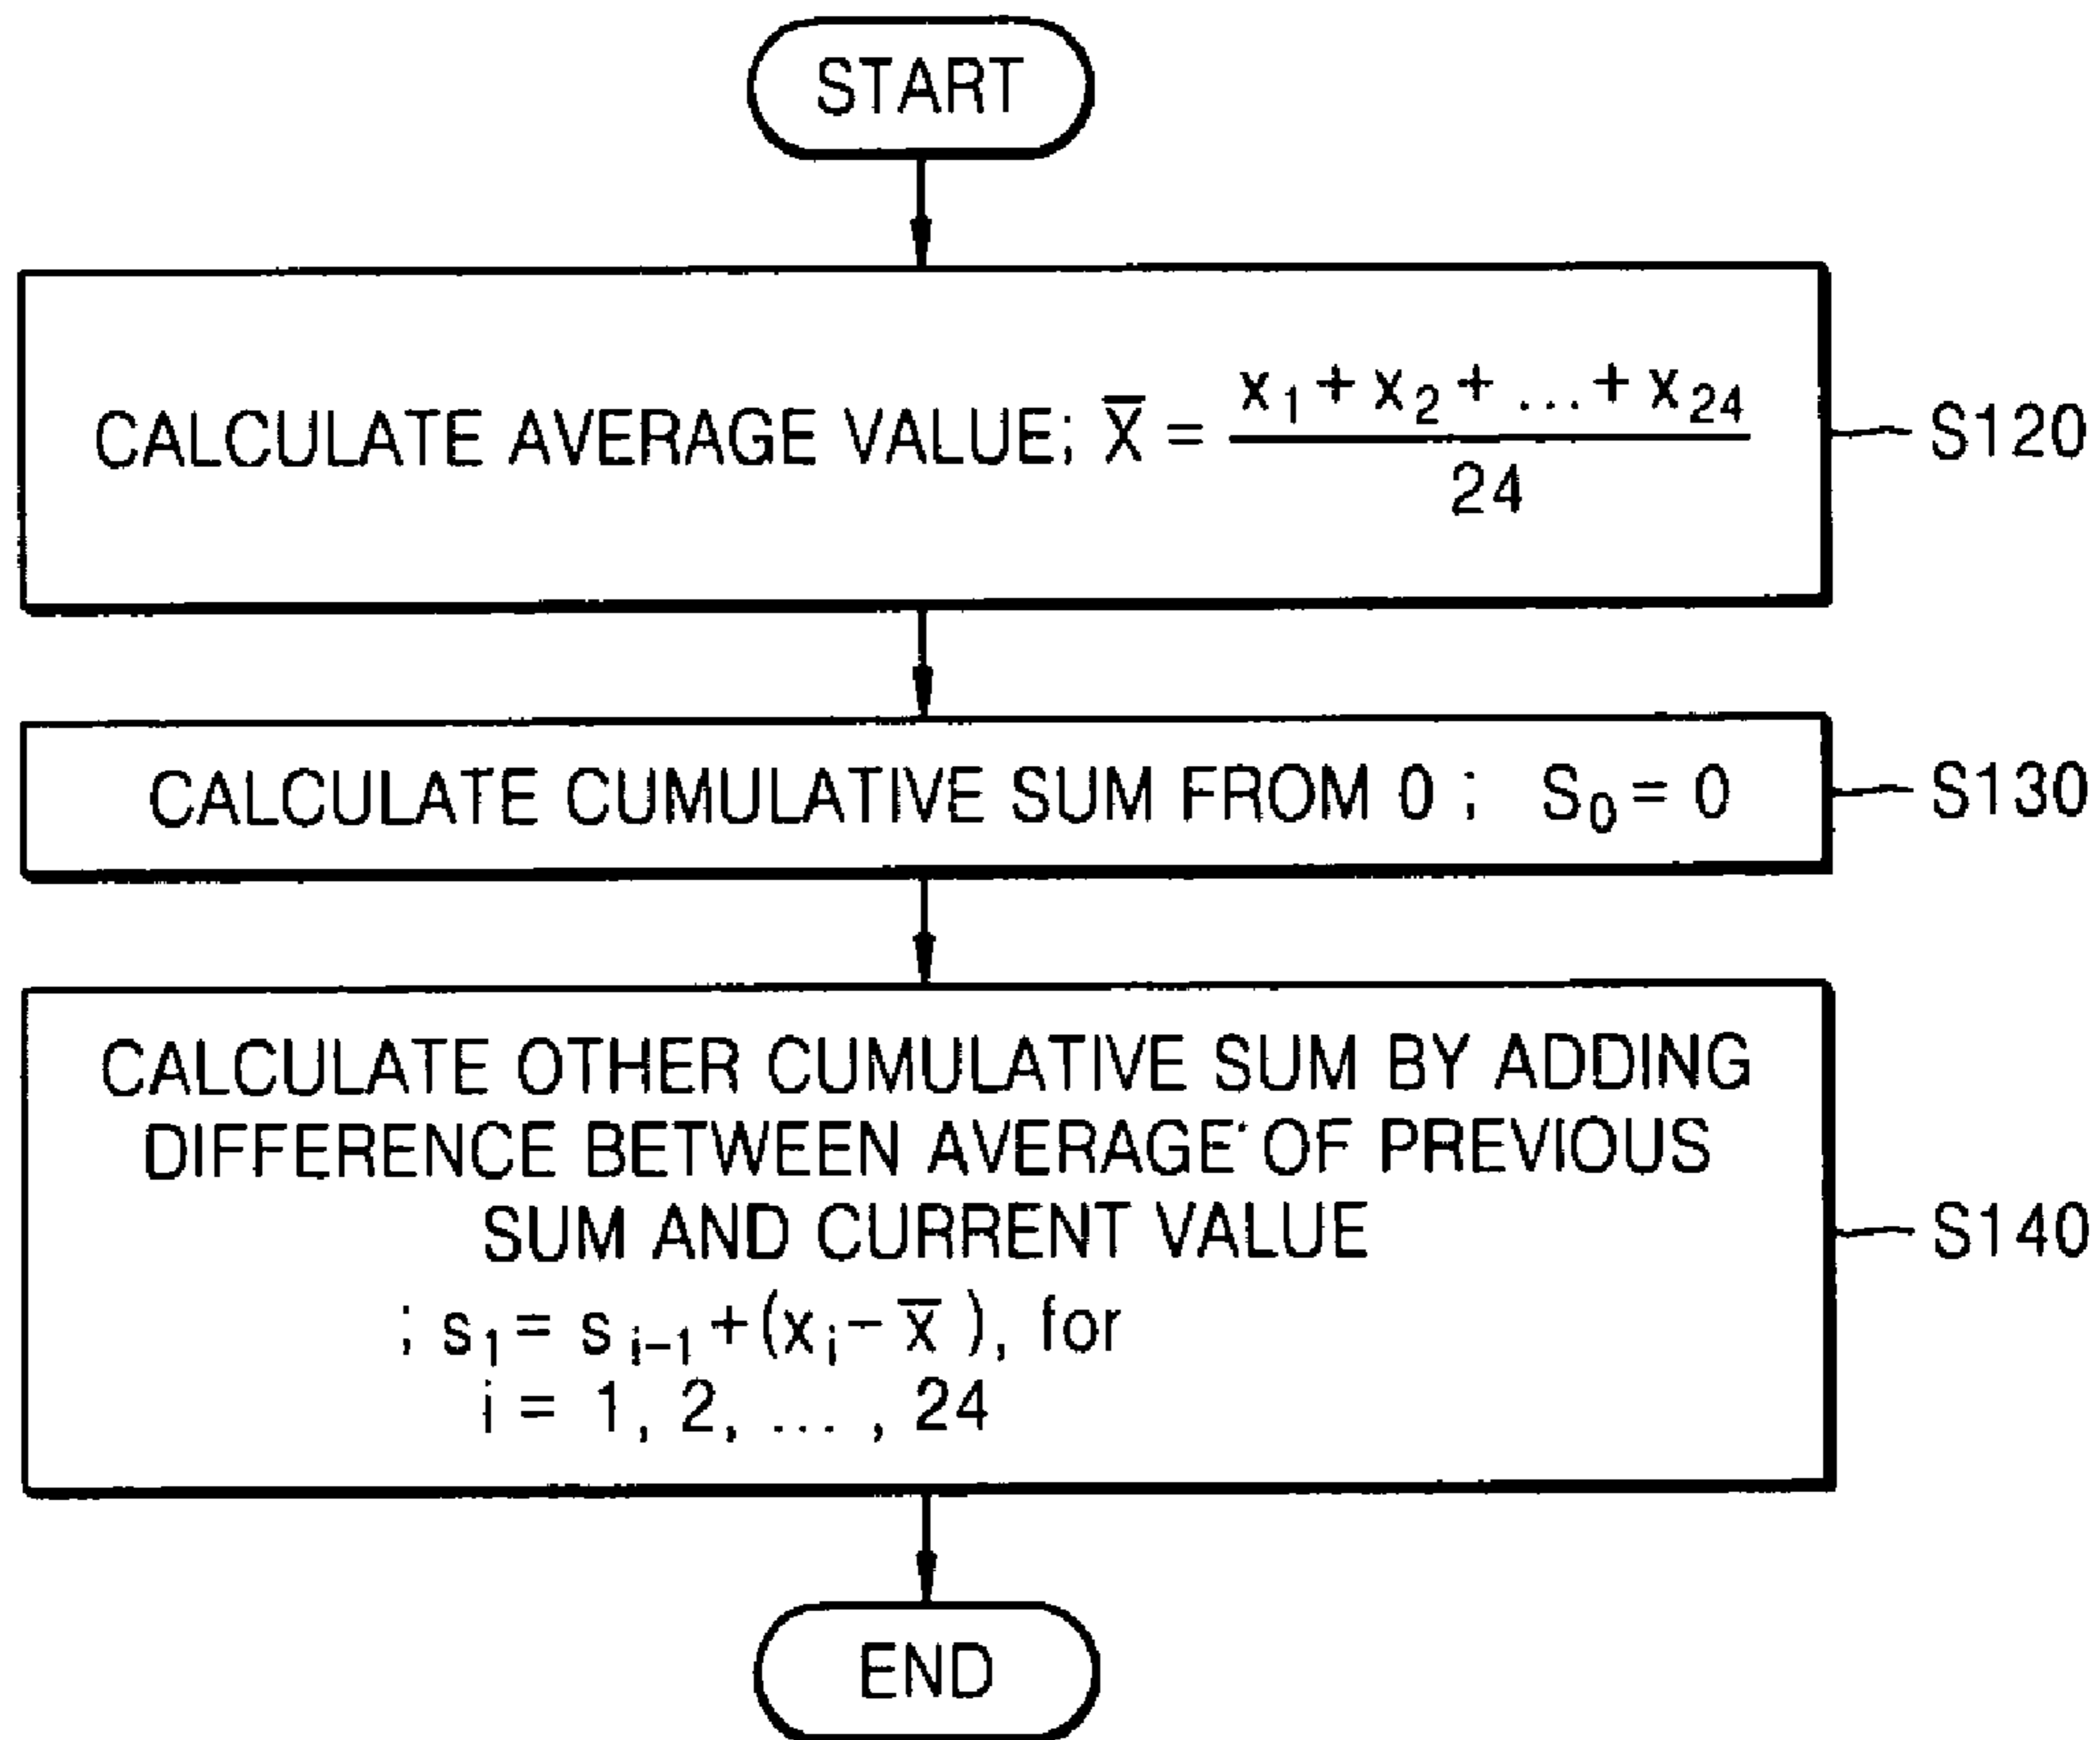 START
CALCULATE AVERAGE VALUE; x̄ = (x₁ + x₂ + ... + x₂₄) / 24
S120
CALCULATE CUMULATIVE SUM FROM 0 ; S₀ = 0
S130
CALCULATE OTHER CUMULATIVE SUM BY ADDING
DIFFERENCE BETWEEN AVERAGE OF PREVIOUS
SUM AND CURRENT VALUE
; s₁ = s ᵢ₋₁ + (xᵢ − x̄ ), for
i = 1, 2, ... , 24
S140
END